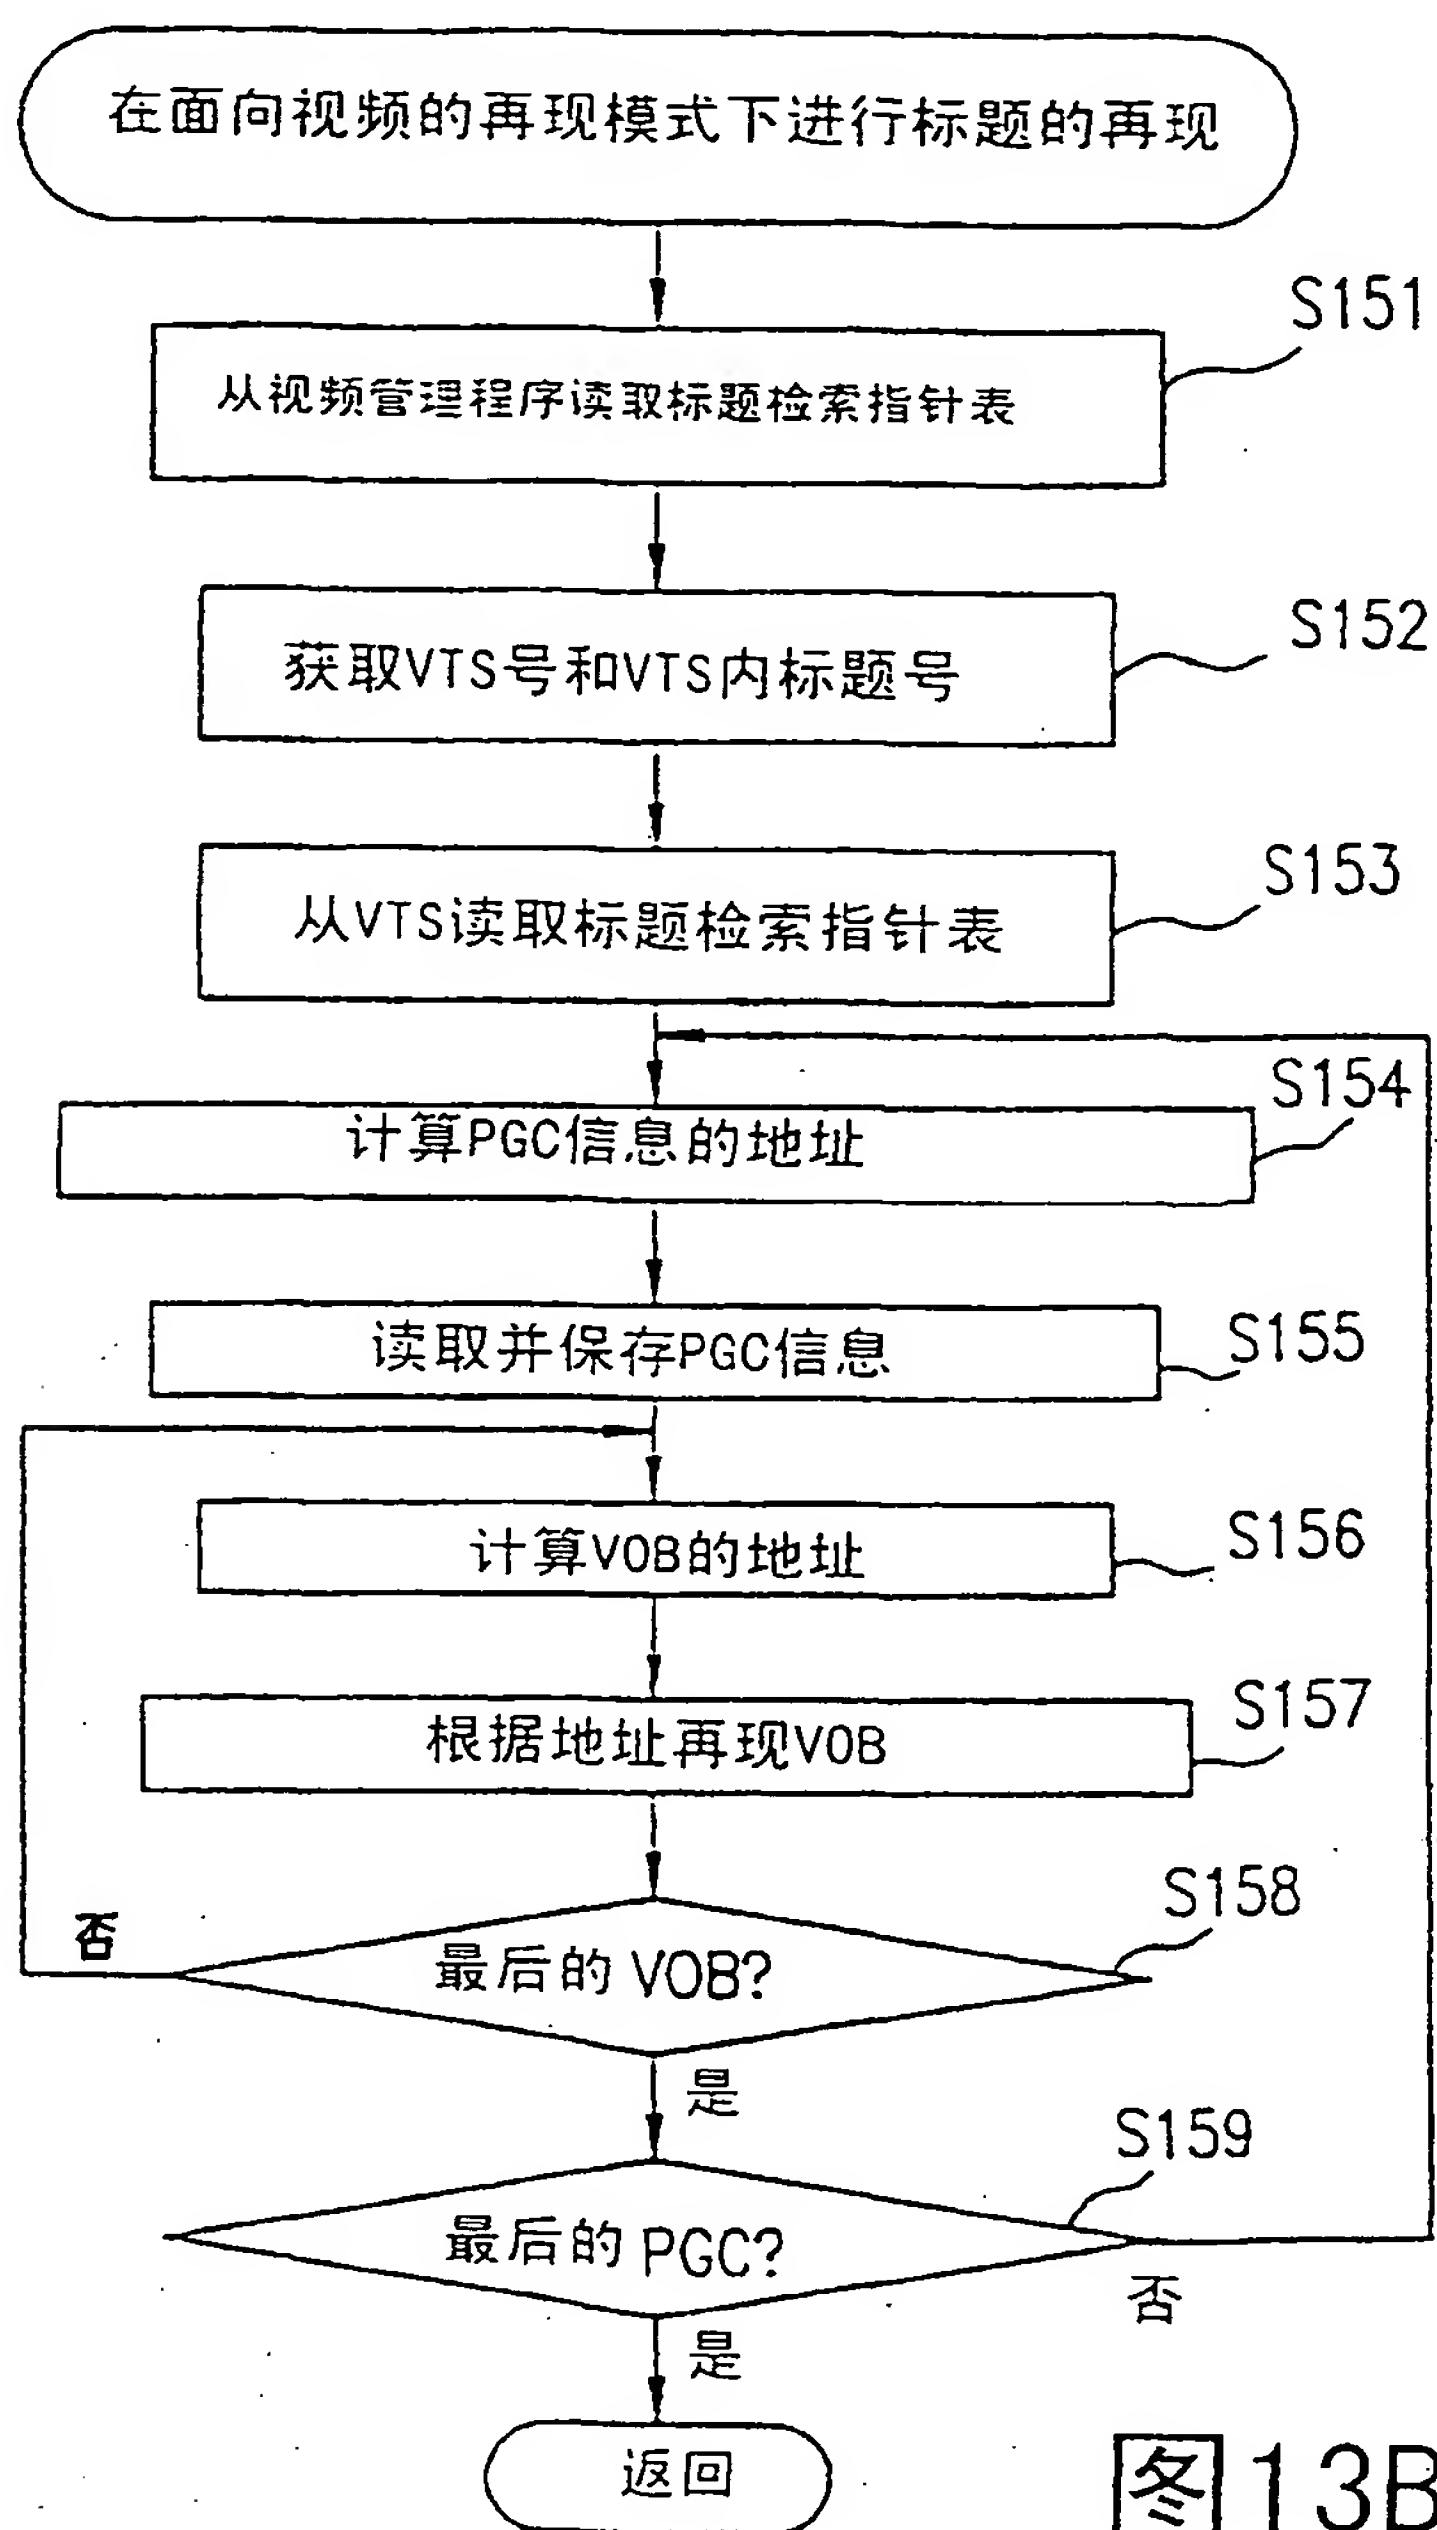 在面向视频的再现模式下进行标题的再现
S151
从视频管理程序读取标题检索指针表
S152
获取VTS号和VTS内标题号
S153
从VTS读取标题检索指针表
S154
计算PGC信息的地址
S155
读取并保存PGC信息
S156
计算VOB的地址
S157
根据地址再现VOB
S158
否
最后的VOB?
是
S159
最后的PGC?
否
是
返回
图13B